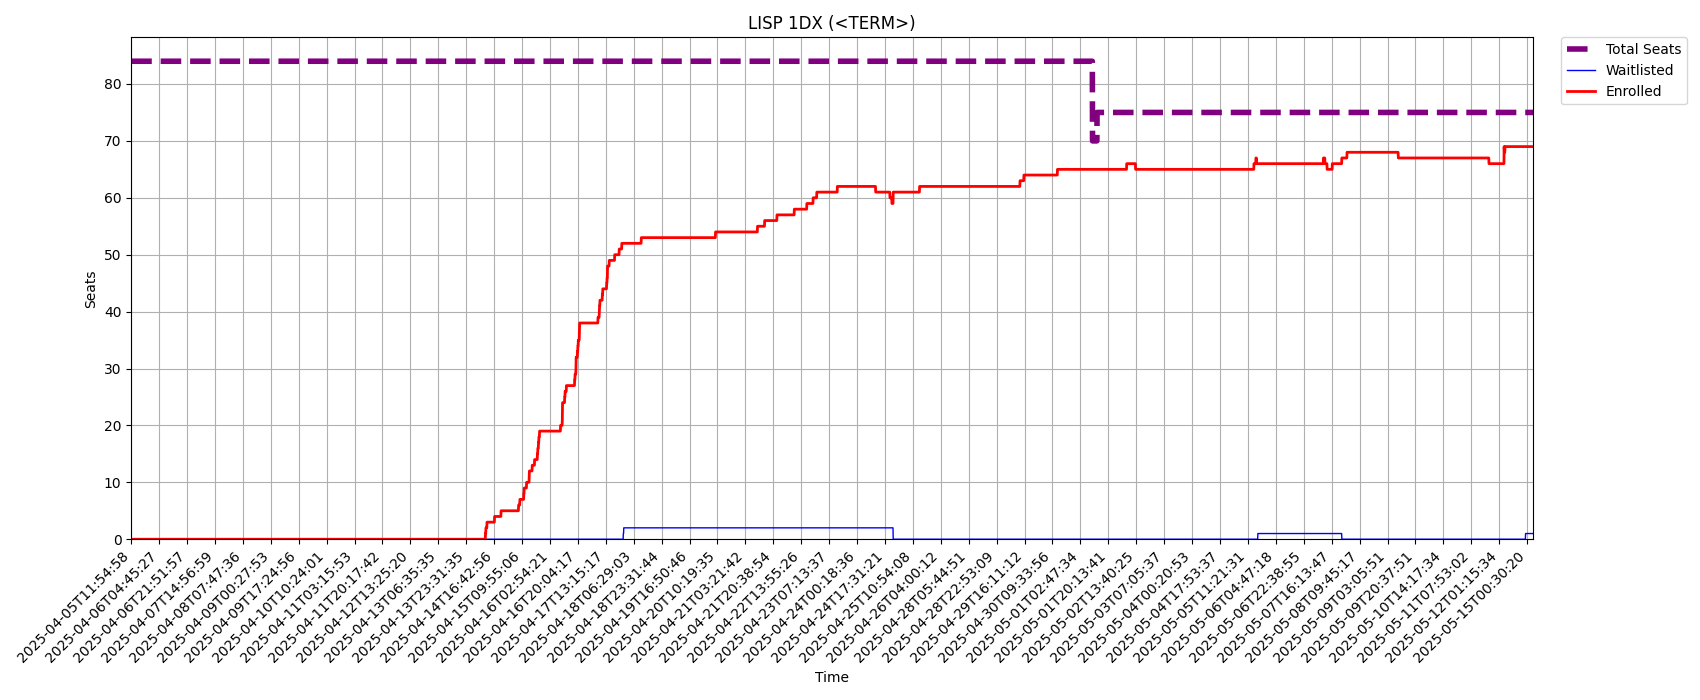 LISP 1DX (<TERM>)
Total Seats
Waitlisted
Enrolled
Seats
80
70
60
50
40
30
20
10
0
2025-04-05T11:54:58
2025-04-06T04:45:27
2025-04-06T21:51:57
2025-04-07T14:56:59
2025-04-08T07:47:36
2025-04-09T00:27:53
2025-04-09T17:24:56
2025-04-10T10:24:01
2025-04-11T03:15:53
2025-04-11T20:17:42
2025-04-12T13:25:20
2025-04-13T06:35:35
2025-04-13T23:31:35
2025-04-14T16:42:56
2025-04-15T09:55:06
2025-04-16T02:54:21
2025-04-16T20:04:17
2025-04-17T13:15:17
2025-04-18T06:29:03
2025-04-18T23:31:44
2025-04-19T16:50:46
2025-04-20T10:19:35
2025-04-21T03:21:42
2025-04-21T20:38:54
2025-04-22T13:55:26
2025-04-23T07:13:37
2025-04-24T00:18:36
2025-04-24T17:31:21
2025-04-25T10:54:08
2025-04-26T04:00:12
2025-04-28T05:44:51
2025-04-28T22:53:09
2025-04-29T16:11:12
2025-04-30T09:33:56
2025-05-01T02:47:34
2025-05-01T20:13:41
2025-05-02T13:40:25
2025-05-03T07:05:37
2025-05-04T00:20:53
2025-05-04T17:53:37
2025-05-05T11:21:31
2025-05-06T04:47:18
2025-05-06T22:38:55
2025-05-07T16:13:47
2025-05-08T09:45:17
2025-05-09T03:05:51
2025-05-09T20:37:51
2025-05-10T14:17:34
2025-05-11T07:53:02
2025-05-12T01:15:34
2025-05-15T00:30:20
Time